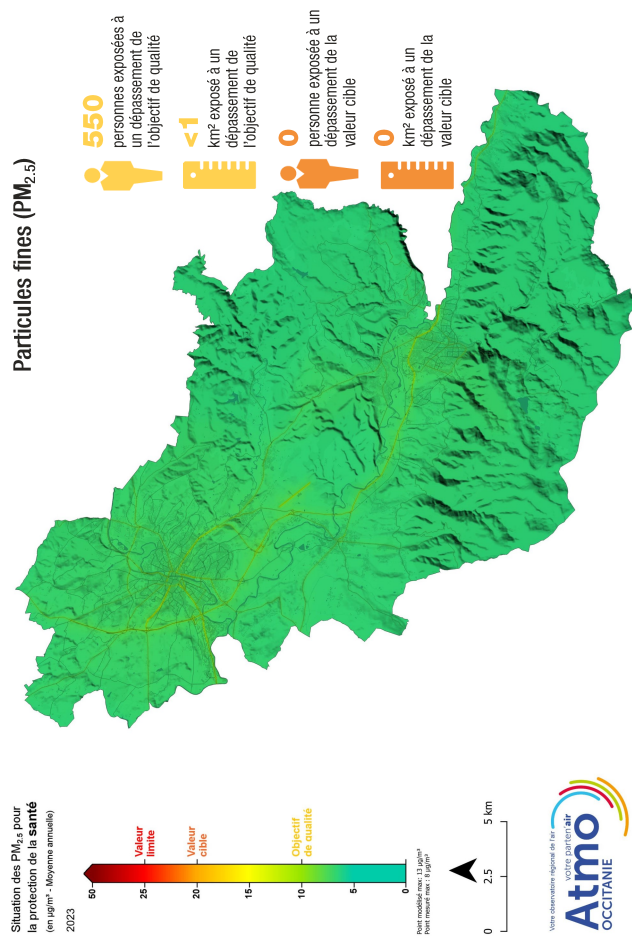 Particules fines (PM2.5)
550
personnes exposées à
un dépassement de
l'objectif de qualité
<1
km² exposé à un
dépassement de
l'objectif de qualité
0
personne exposée à un
dépassement de la
valeur cible
0
km² exposé à un
dépassement de la
valeur cible
Situation des PM2.5 pour
la protection de la santé
(en µg/m³ - Moyenne annuelle)
2023
50
25
20
15
10
5
0
Valeur
limite
Valeur
cible
Objectif
de qualité
Point modélisé max: 13 µg/m³
Point mesuré max : 8 µg/m³
0
2.5
5 km
Votre observatoire régional de l'air
votre parten'air
Atmo
OCCITANIE